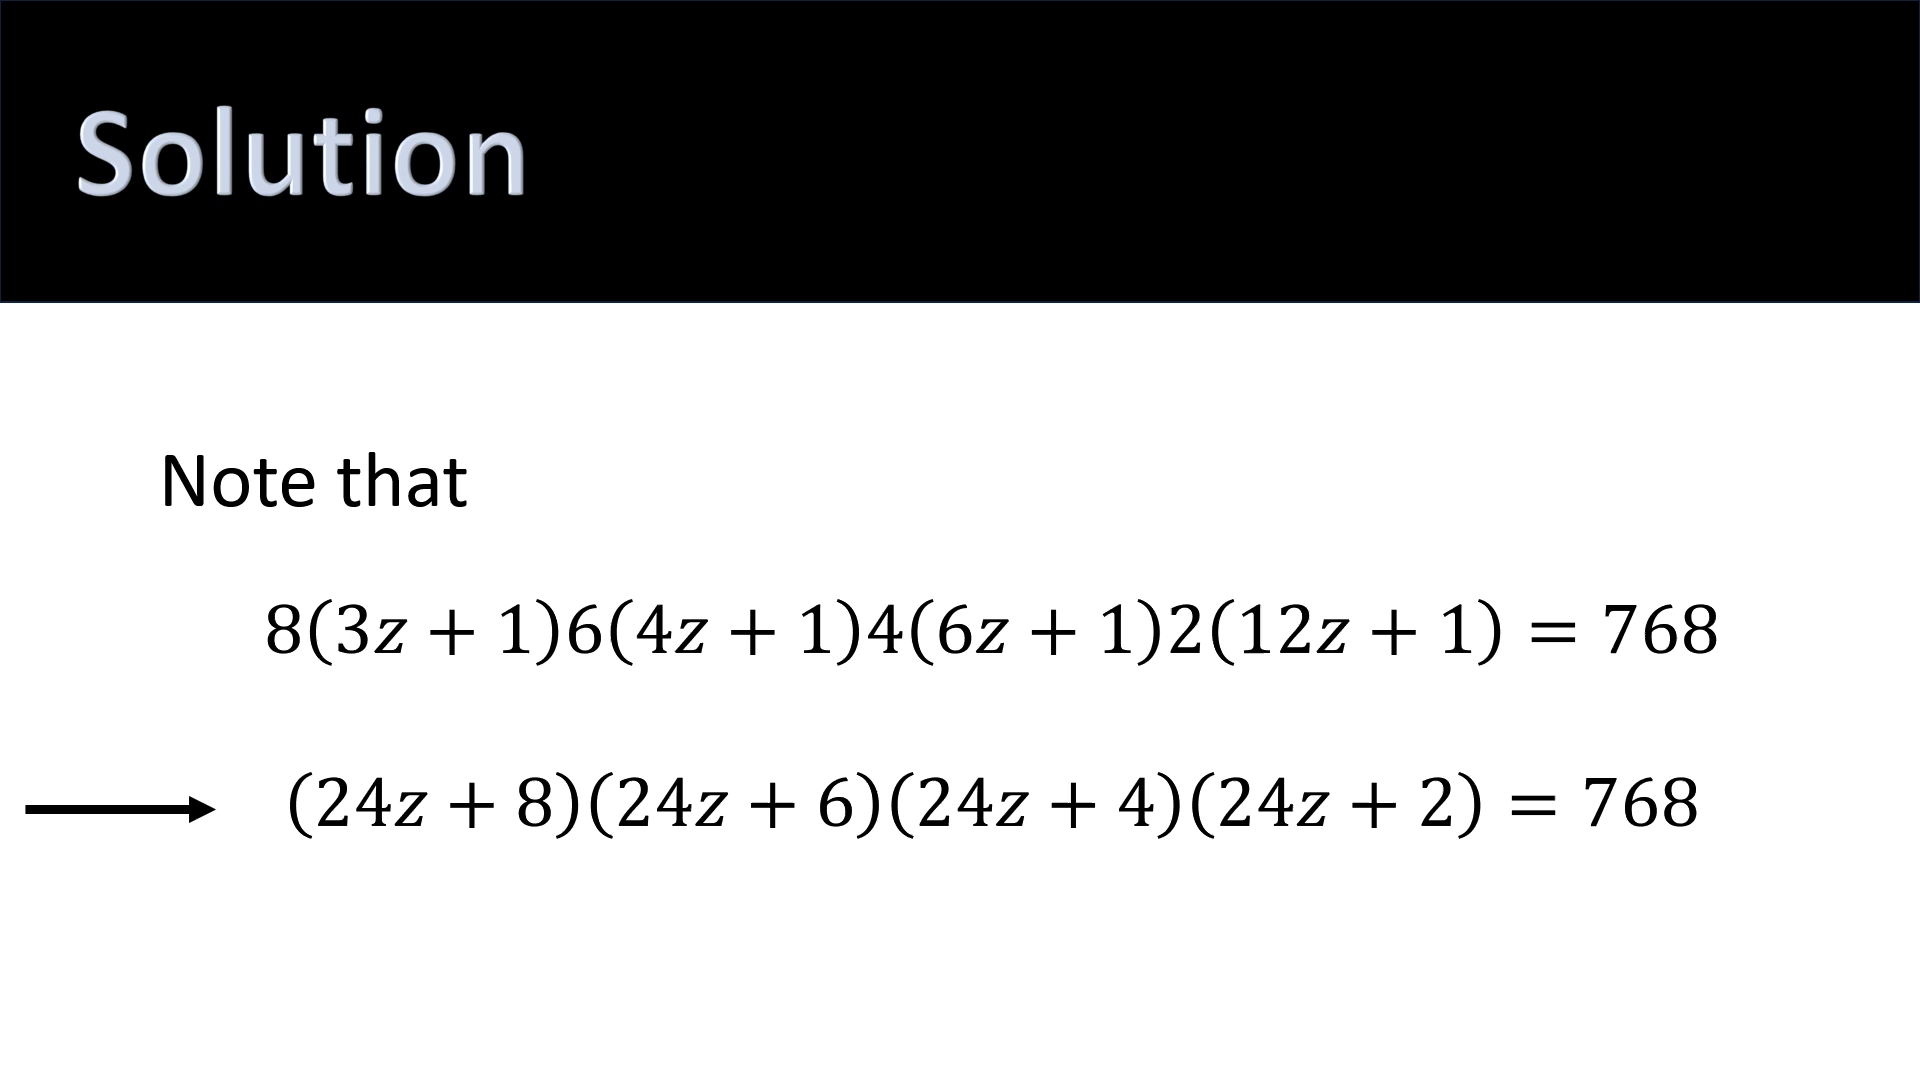 Solution
Note that
8(3z + 1)6(4z + 1)4(6z + 1)2(12z + 1) = 768
(24z + 8)(24z + 6)(24z + 4)(24z + 2) = 768